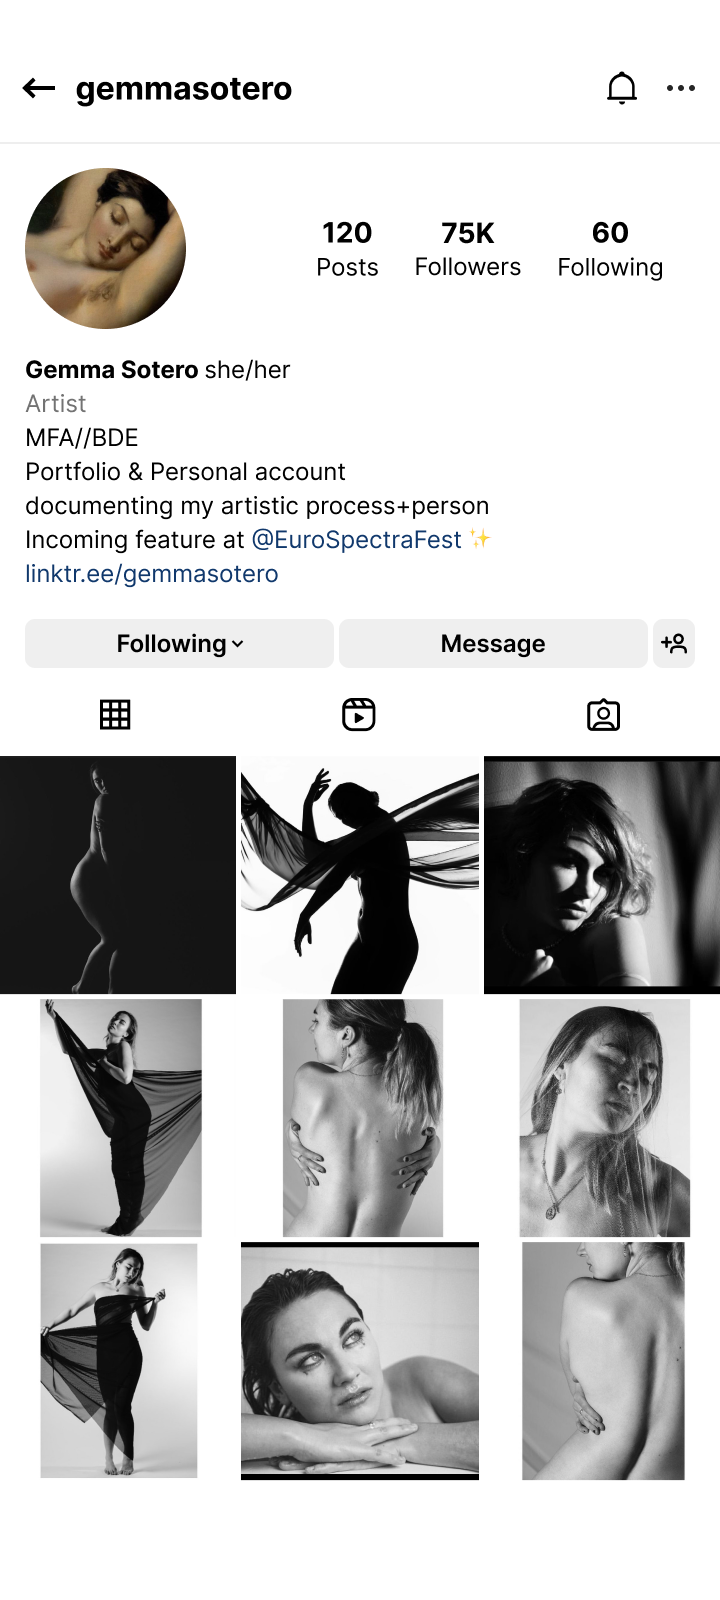 gemmasotero
120 75K 60
Posts Followers Following
Gemma Sotero she/her
Artist
MFA//BDE
Portfolio & Personal account
documenting my artistic process+person
Incoming feature at @EuroSpectraFest ✨
linktr.ee/gemmasotero
Following Message